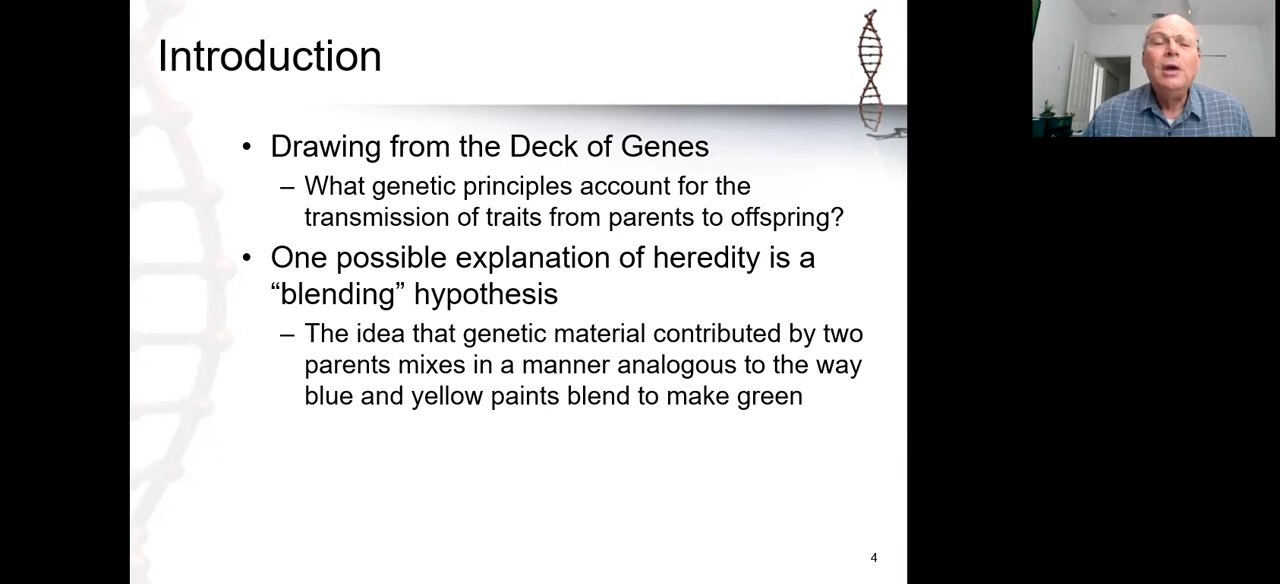 Introduction
• Drawing from the Deck of Genes
– What genetic principles account for the
transmission of traits from parents to offspring?
• One possible explanation of heredity is a
“blending” hypothesis
– The idea that genetic material contributed by two
parents mixes in a manner analogous to the way
blue and yellow paints blend to make green
4